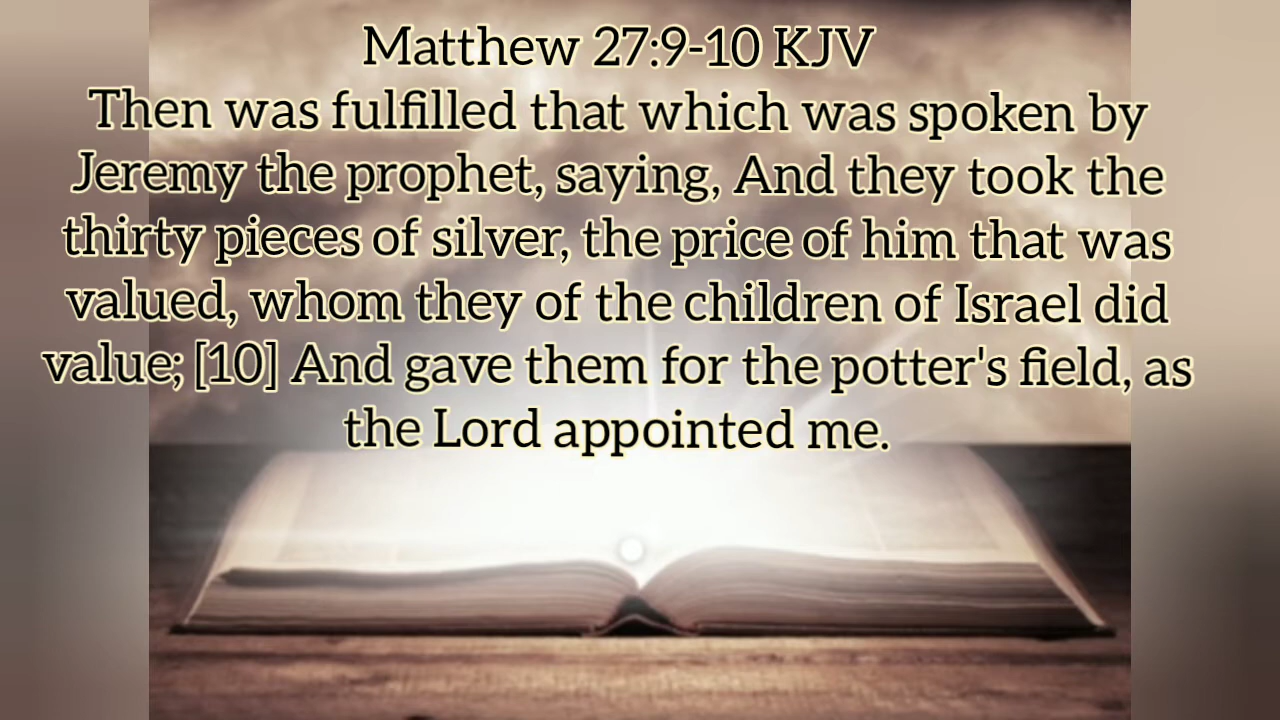 Matthew 27:9-10 KJV
Then was fulfilled that which was spoken by
Jeremy the prophet, saying, And they took the
thirty pieces of silver, the price of him that was
valued, whom they of the children of Israel did
value; [10] And gave them for the potter's field, as
the Lord appointed me.